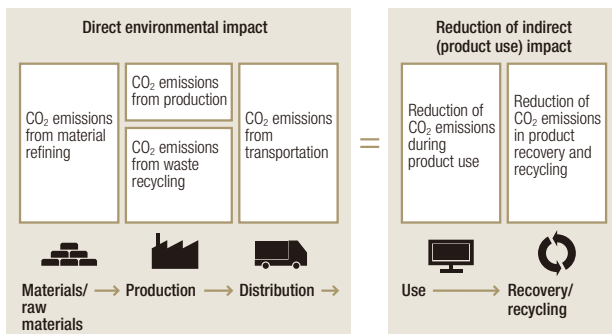 Direct environmental impact
CO₂ emissions
from material
refining
CO₂ emissions
from production
CO₂ emissions
from waste
recycling
CO₂ emissions
from
transportation
Materials/
raw
materials
Production
Distribution
=
Reduction of indirect
(product use) impact
Reduction of
CO₂ emissions
during
product use
Reduction of
CO₂ emissions
in product
recovery and
recycling
Use
Recovery/
recycling